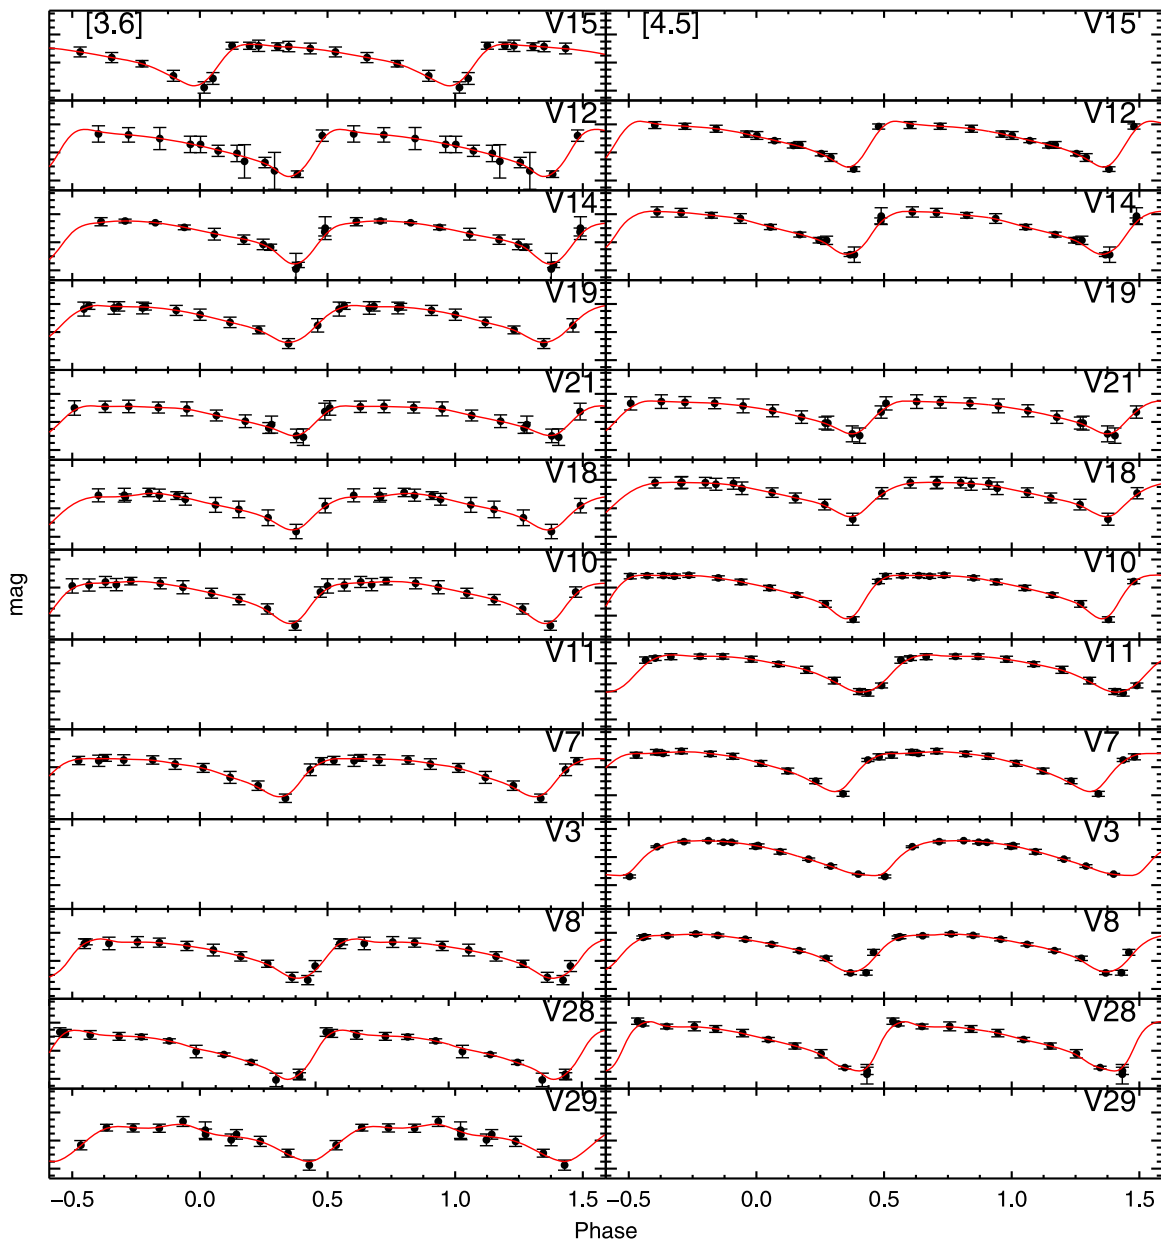 [3.6] V15 [4.5] V15
V12 V12
V14 V14
V19 V19
V21 V21
V18 V18
V10 V10
mag
V11 V11
V7 V7
V3 V3
V8 V8
V28 V28
V29 V29
−0.5 0.0 0.5 1.0 1.5 −0.5 0.0 0.5 1.0 1.5
Phase